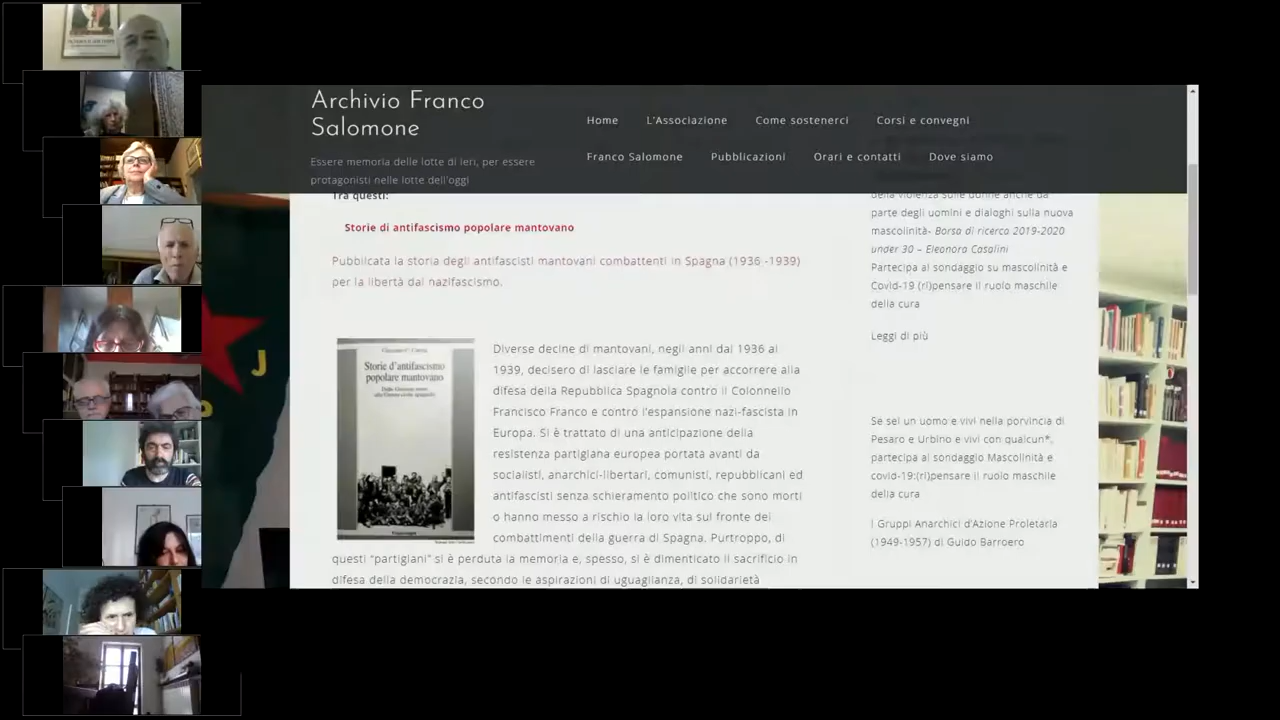 Archivio Franco
Salomone
Essere memoria delle lotte di ieri, per essere
protagonisti nelle lotte dell'oggi
Home L'Associazione Come sostenerci Corsi e convegni
Franco Salomone Pubblicazioni Orari e contatti Dove siamo
Tra questi:
Storie di antifascismo popolare mantovano
Pubblicata la storia degli antifascisti mantovani combattenti in Spagna (1936 -1939)
per la libertà dal nazifascismo.
Storie d'antifascismo
popolare mantovano
Diverse decine di mantovani, negli anni dal 1936 al
1939, decisero di lasciare le famiglie per accorrere alla
difesa della Repubblica Spagnola contro il Colonnello
Francisco Franco e contro l'espansione nazi-fascista in
Europa. Si è trattato di una anticipazione della
resistenza partigiana europea portata avanti da
socialisti, anarchici-libertari, comunisti, repubblicani ed
antifascisti senza schieramento politico che sono morti
o hanno messo a rischio la loro vita sul fronte dei
combattimenti della guerra di Spagna. Purtroppo, di
questi “partigiani” si è perduta la memoria e, spesso, si è dimenticato il sacrificio in
difesa della democrazia, secondo le aspirazioni di uguaglianza, di solidarietà
della violenza sulle donne anche da
parte degli uomini e dialoghi sulla nuova
mascolinità- Borsa di ricerca 2019-2020
under 30 – Eleonora Casalini
Partecipa al sondaggio su mascolinità e
Covid-19 (ri)pensare il ruolo maschile
della cura
Leggi di più
Se sei un uomo e vivi nella porvincia di
Pesaro e Urbino e vivi con qualcun*,
partecipa al sondaggio Mascolinità e
covid-19:(ri)pensare il ruolo maschile
della cura
I Gruppi Anarchici d'Azione Proletaria
(1949-1957) di Guido Barroero
J